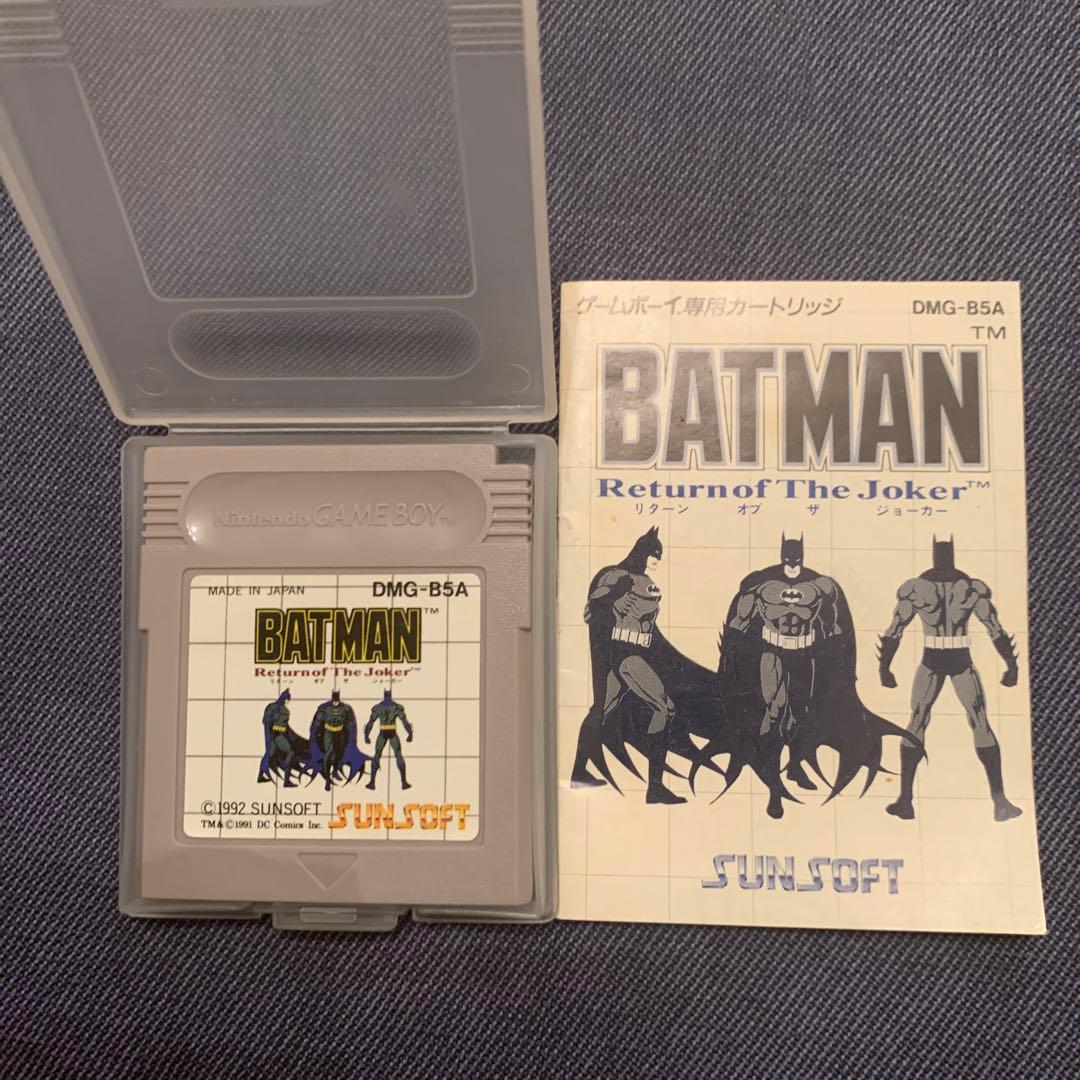 Nintendo GAME BOY™
MADE IN JAPAN
DMG-B5A
BATMAN™
Return of The Joker™
リターン オブ ザ ジョーカー
©1992 SUNSOFT
TM&©1991 DC Comics Inc.
SUNSOFT
ゲームボーイ専用カートリッジ
DMG-B5A
TM
BATMAN
Return of The Joker™
リターン オブ ザ ジョーカー
SUNSOFT